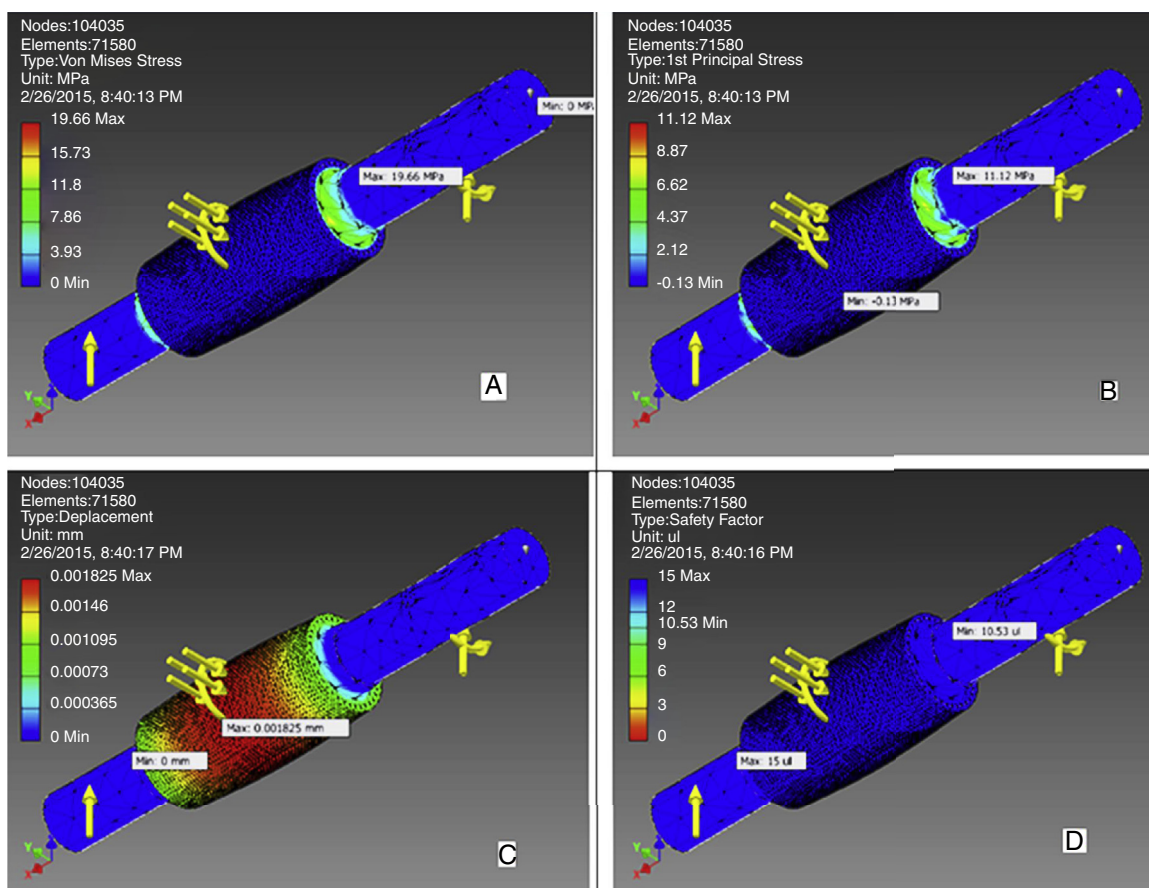 Nodes:104035
Elements:71580
Type:Von Mises Stress
Unit: MPa
2/26/2015, 8:40:13 PM
19.66 Max
15.73
11.8
7.86
3.93
0 Min
Min: 0 MPa
Max: 19.66 MPa
Y
X
A
Nodes:104035
Elements:71580
Type:1st Principal Stress
Unit: MPa
2/26/2015, 8:40:13 PM
11.12 Max
8.87
6.62
4.37
2.12
-0.13 Min
Max: 11.12 MPa
Min: -0.13 MPa
Y
X
B
Nodes:104035
Elements:71580
Type:Deplacement
Unit: mm
2/26/2015, 8:40:17 PM
0.001825 Max
0.00146
0.001095
0.00073
0.000365
0 Min
Max: 0.001825 mm
Min: 0 mm
Y
X
C
Nodes:104035
Elements:71580
Type:Safety Factor
Unit: ul
2/26/2015, 8:40:16 PM
15 Max
12
10.53 Min
9
6
3
0
Min: 10.53 ul
Max: 15 ul
Y
X
D